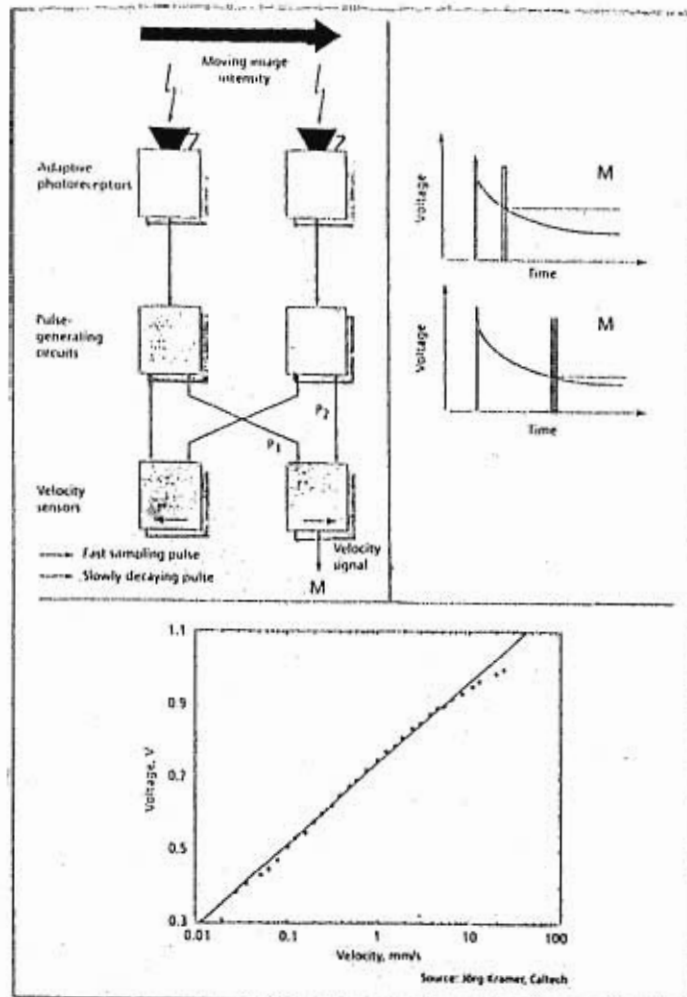 Moving image
intensity
Adaptive
photoreceptors
Pulse-
generating
circuits
P2
P1
Velocity
sensors
Fast sampling pulse
Slowly decaying pulse
Velocity
signal
M
Voltage
M
Time
Voltage
M
Time
1.1
0.9
0.7
0.5
0.3
Voltage, V
0.01 0.1 1 10 100
Velocity, mm/s
Source: Jörg Kramer, Caltech